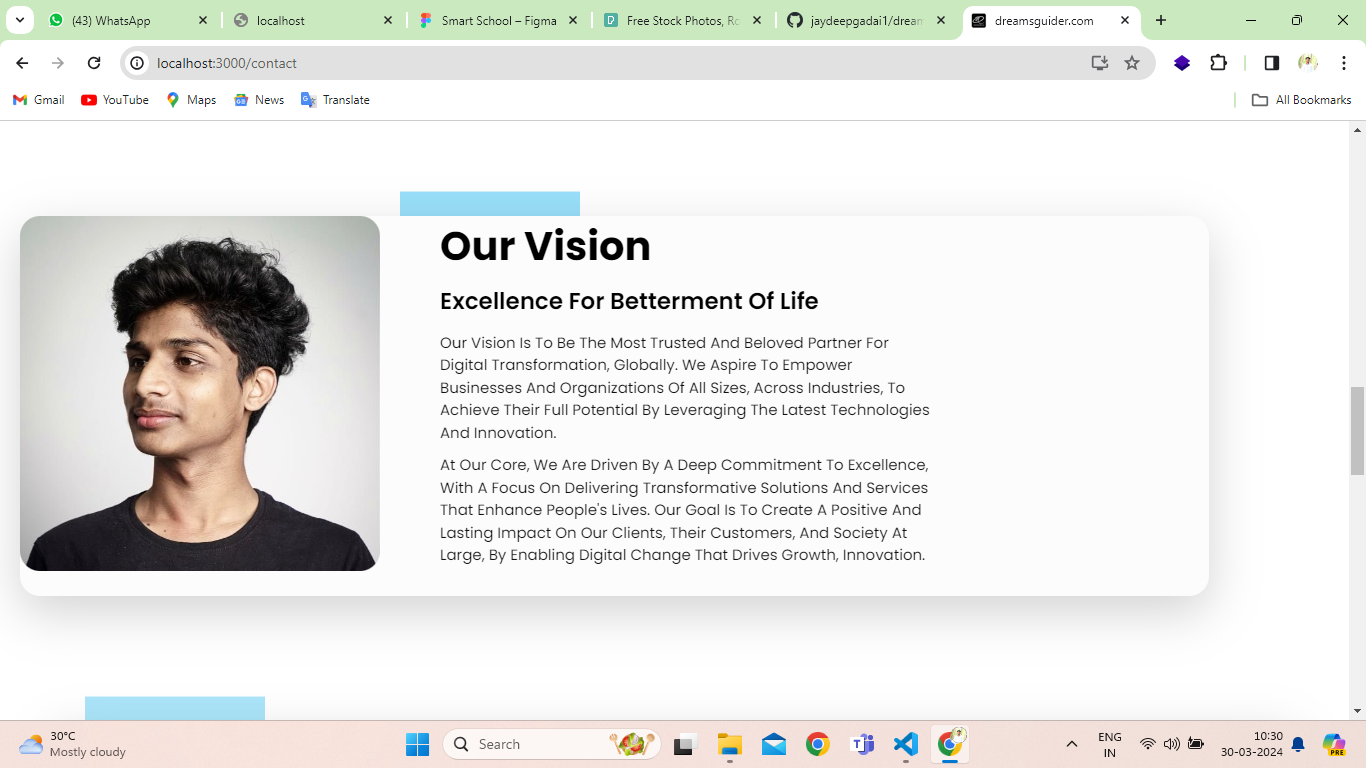 (43) WhatsApp
localhost
Smart School – Figma
Free Stock Photos, Ro
jaydeepgadai1/dream
dreamsguider.com
localhost:3000/contact
Gmail
YouTube
Maps
News
Translate
All Bookmarks
Our Vision
Excellence For Betterment Of Life
Our Vision Is To Be The Most Trusted And Beloved Partner For
Digital Transformation, Globally. We Aspire To Empower
Businesses And Organizations Of All Sizes, Across Industries, To
Achieve Their Full Potential By Leveraging The Latest Technologies
And Innovation.
At Our Core, We Are Driven By A Deep Commitment To Excellence,
With A Focus On Delivering Transformative Solutions And Services
That Enhance People's Lives. Our Goal Is To Create A Positive And
Lasting Impact On Our Clients, Their Customers, And Society At
Large, By Enabling Digital Change That Drives Growth, Innovation.
30°C
Mostly cloudy
Search
ENG
IN
10:30
30-03-2024
PRE